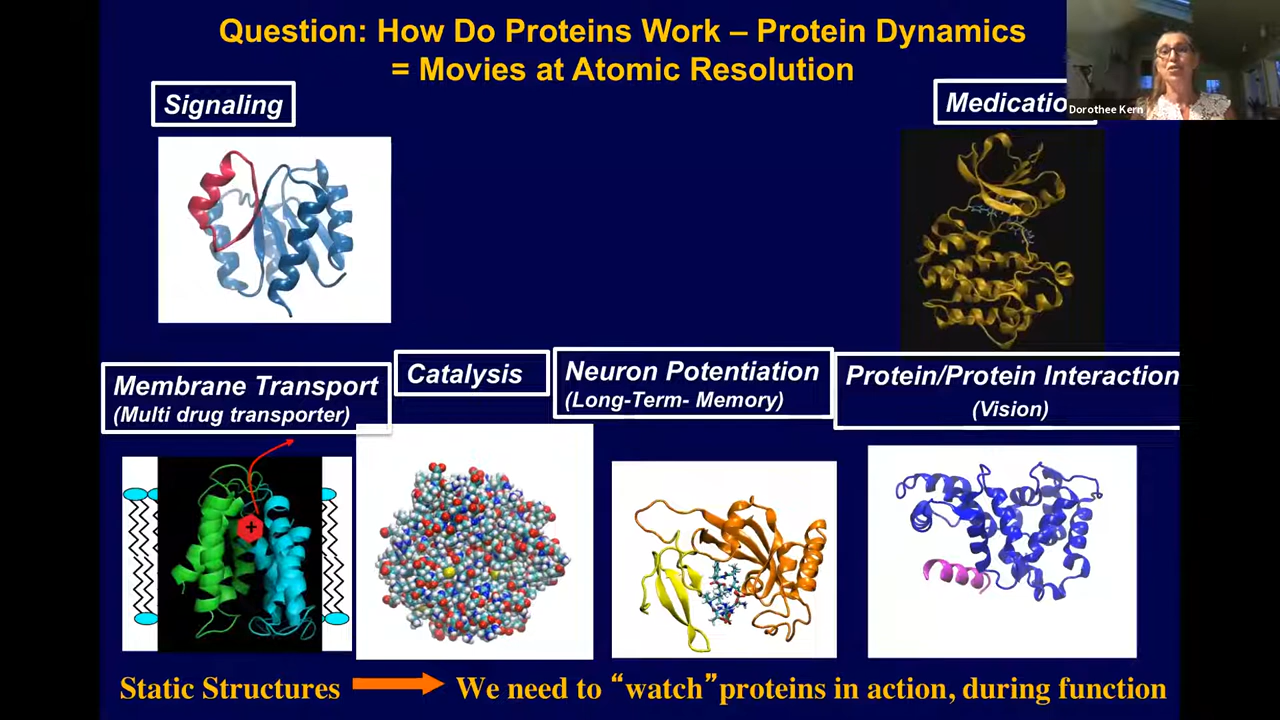 Question: How Do Proteins Work – Protein Dynamics
= Movies at Atomic Resolution
Dorothee Kern
Signaling
Medicatio
Membrane Transport
(Multi drug transporter)
Catalysis
Neuron Potentiation
(Long-Term- Memory)
Protein/Protein Interaction
(Vision)
+
Static Structures
We need to “watch”proteins in action, during function